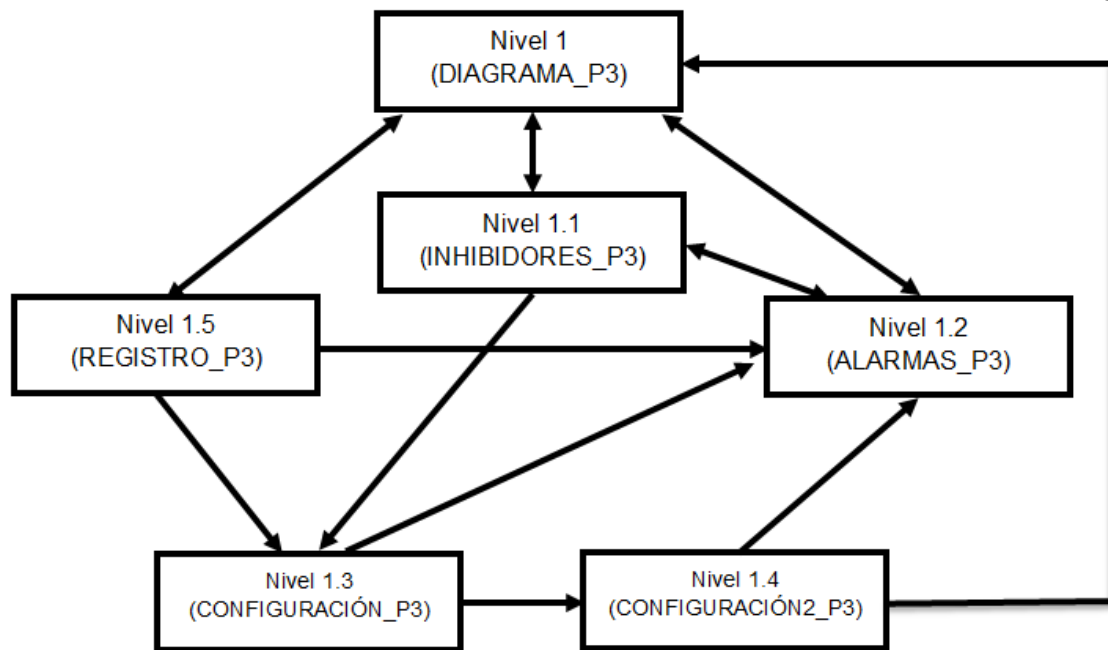 Nivel 1
(DIAGRAMA_P3)
Nivel 1.1
(INHIBIDORES_P3)
Nivel 1.5
(REGISTRO_P3)
Nivel 1.2
(ALARMAS_P3)
Nivel 1.3
(CONFIGURACIÓN_P3)
Nivel 1.4
(CONFIGURACIÓN2_P3)